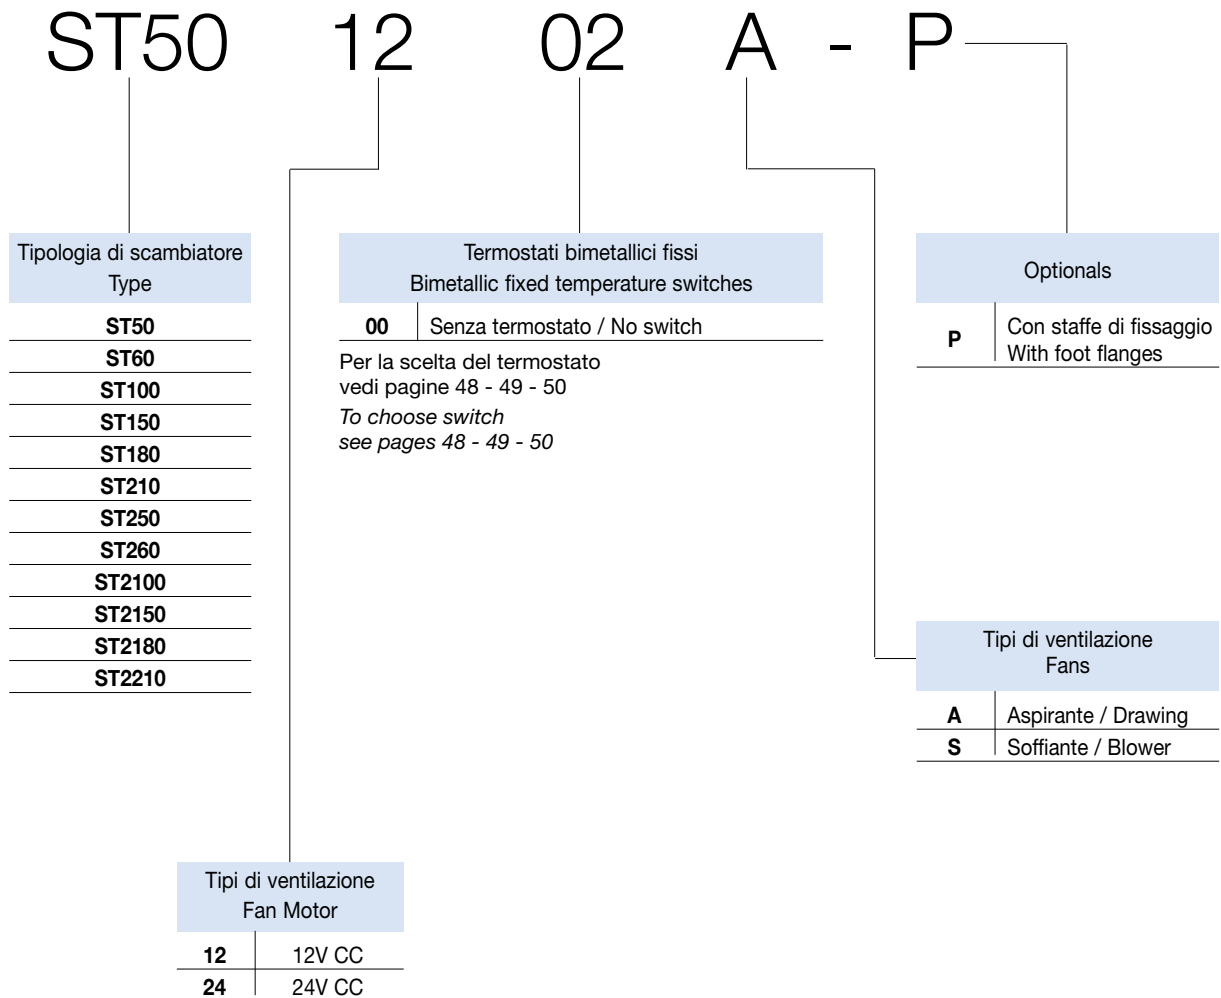 ST50 12 02 A - P
Tipologia di scambiatore
Type
ST50
ST60
ST100
ST150
ST180
ST210
ST250
ST260
ST2100
ST2150
ST2180
ST2210
Termostati bimetallici fissi
Bimetallic fixed temperature switches
00 Senza termostato / No switch
Per la scelta del termostato
vedi pagine 48 - 49 - 50
To choose switch
see pages 48 - 49 - 50
Optionals
P Con staffe di fissaggio
With foot flanges
Tipi di ventilazione
Fans
A Aspirante / Drawing
S Soffiante / Blower
Tipi di ventilazione
Fan Motor
12 12V CC
24 24V CC